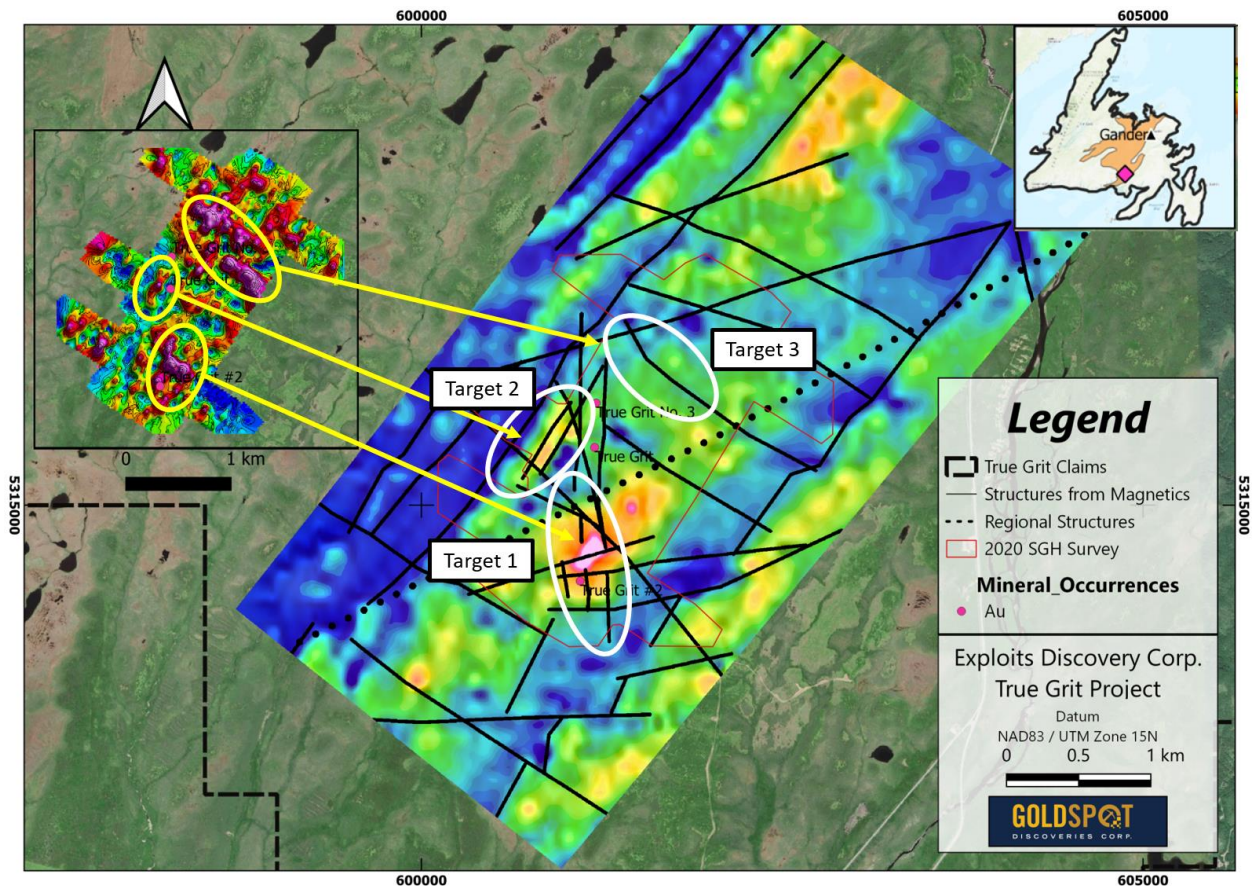 600000
605000
Gander
#2
0 1 km
Target 3
Target 2
True Grit No. 3
True Grit
5315000
5315000
Target 1
True Grit #2
Legend
True Grit Claims
Structures from Magnetics
Regional Structures
2020 SGH Survey
Mineral_Occurrences
Au
Exploits Discovery Corp.
True Grit Project
Datum
NAD83 / UTM Zone 15N
0 0.5 1 km
GOLDSPOT
DISCOVERIES CORP.
600000
605000